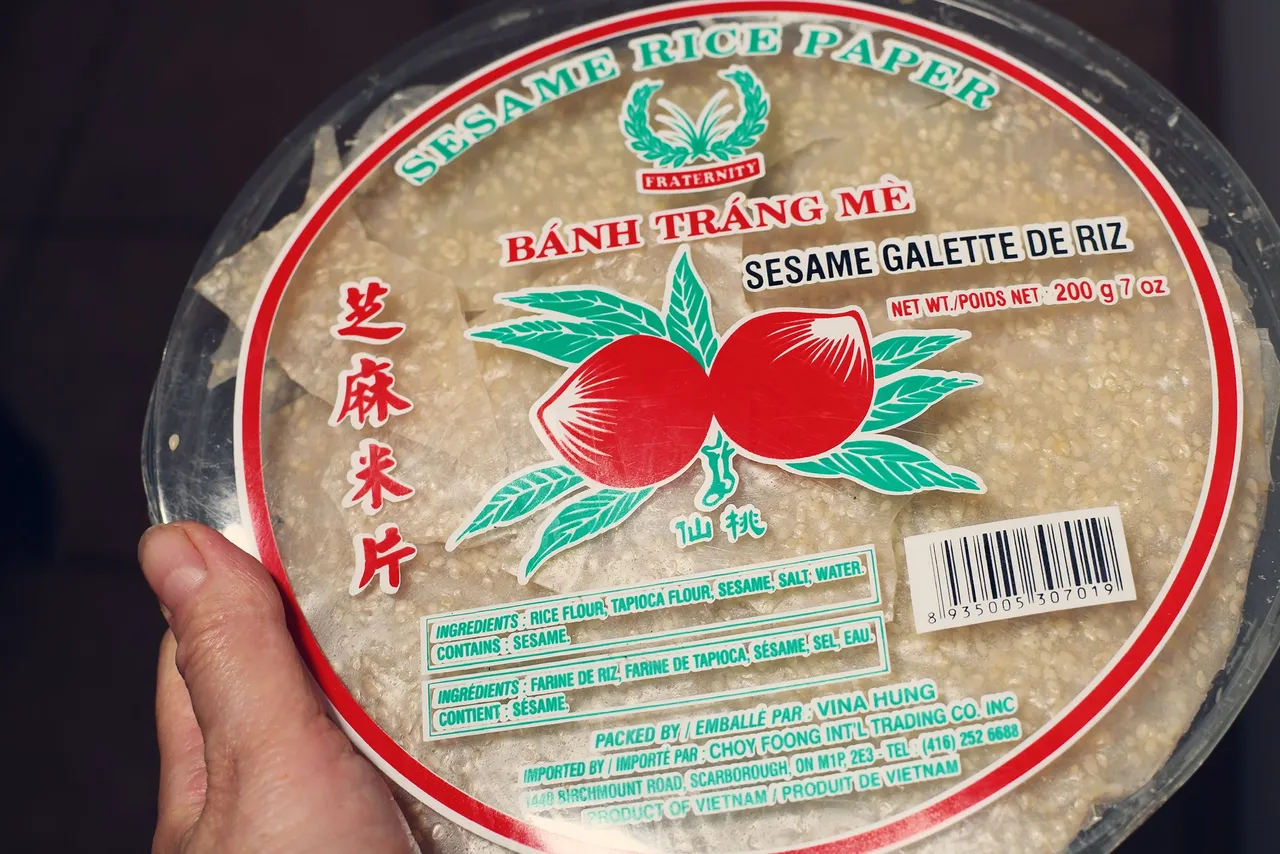 SESAME RICE PAPER
FRATERNITY
BÁNH TRÁNG MÈ
SESAME GALETTE DE RIZ
NET WT./POIDS NET : 200 g 7 oz
芝麻米片
仙桃
INGREDIENTS : RICE FLOUR, TAPIOCA FLOUR, SESAME, SALT, WATER.
CONTAINS : SESAME.
INGRÉDIENTS : FARINE DE RIZ, FARINE DE TAPIOCA, SÉSAME, SEL, EAU.
CONTIENT : SÉSAME.
8 935005 307019
PACKED BY / EMBALLÉ PAR : VINA HUNG
IMPORTED BY / IMPORTÉ PAR : CHOY FOONG INT'L TRADING CO. INC
1440 BIRCHMOUNT ROAD, SCARBOROUGH, ON M1P, 2E3 - TEL : (416) 252 6688
PRODUCT OF VIETNAM / PRODUIT DE VIETNAM